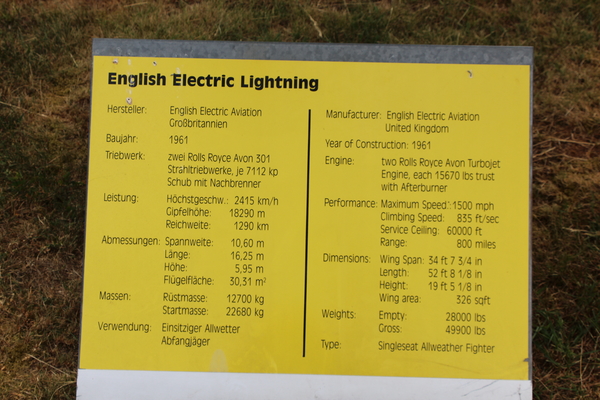 English Electric Lightning
Hersteller: English Electric Aviation
Großbritannien
Baujahr: 1961
Triebwerk: zwei Rolls Royce Avon 301
Strahltriebwerke, je 7112 kp
Schub mit Nachbrenner
Leistung: Höchstgeschw.: 2415 km/h
Gipfelhöhe: 18290 m
Reichweite: 1290 km
Abmessungen: Spannweite: 10,60 m
Länge: 16,25 m
Höhe: 5,95 m
Flügelfläche: 30,31 m²
Massen: Rüstmasse: 12700 kg
Startmasse: 22680 kg
Verwendung: Einsitziger Allwetter
Abfangjäger
Manufacturer: English Electric Aviation
United Kingdom
Year of Construction: 1961
Engine: two Rolls Royce Avon Turbojet
Engine, each 15670 lbs trust
with Afterburner
Performance: Maximum Speed: 1500 mph
Climbing Speed: 835 ft/sec
Service Ceiling: 60000 ft
Range: 800 miles
Dimensions: Wing Span: 34 ft 7 3/4 in
Length: 52 ft 8 1/8 in
Height: 19 ft 5 1/8 in
Wing area: 326 sqft
Weights: Empty: 28000 lbs
Gross: 49900 lbs
Type: Singleseat Allweather Fighter